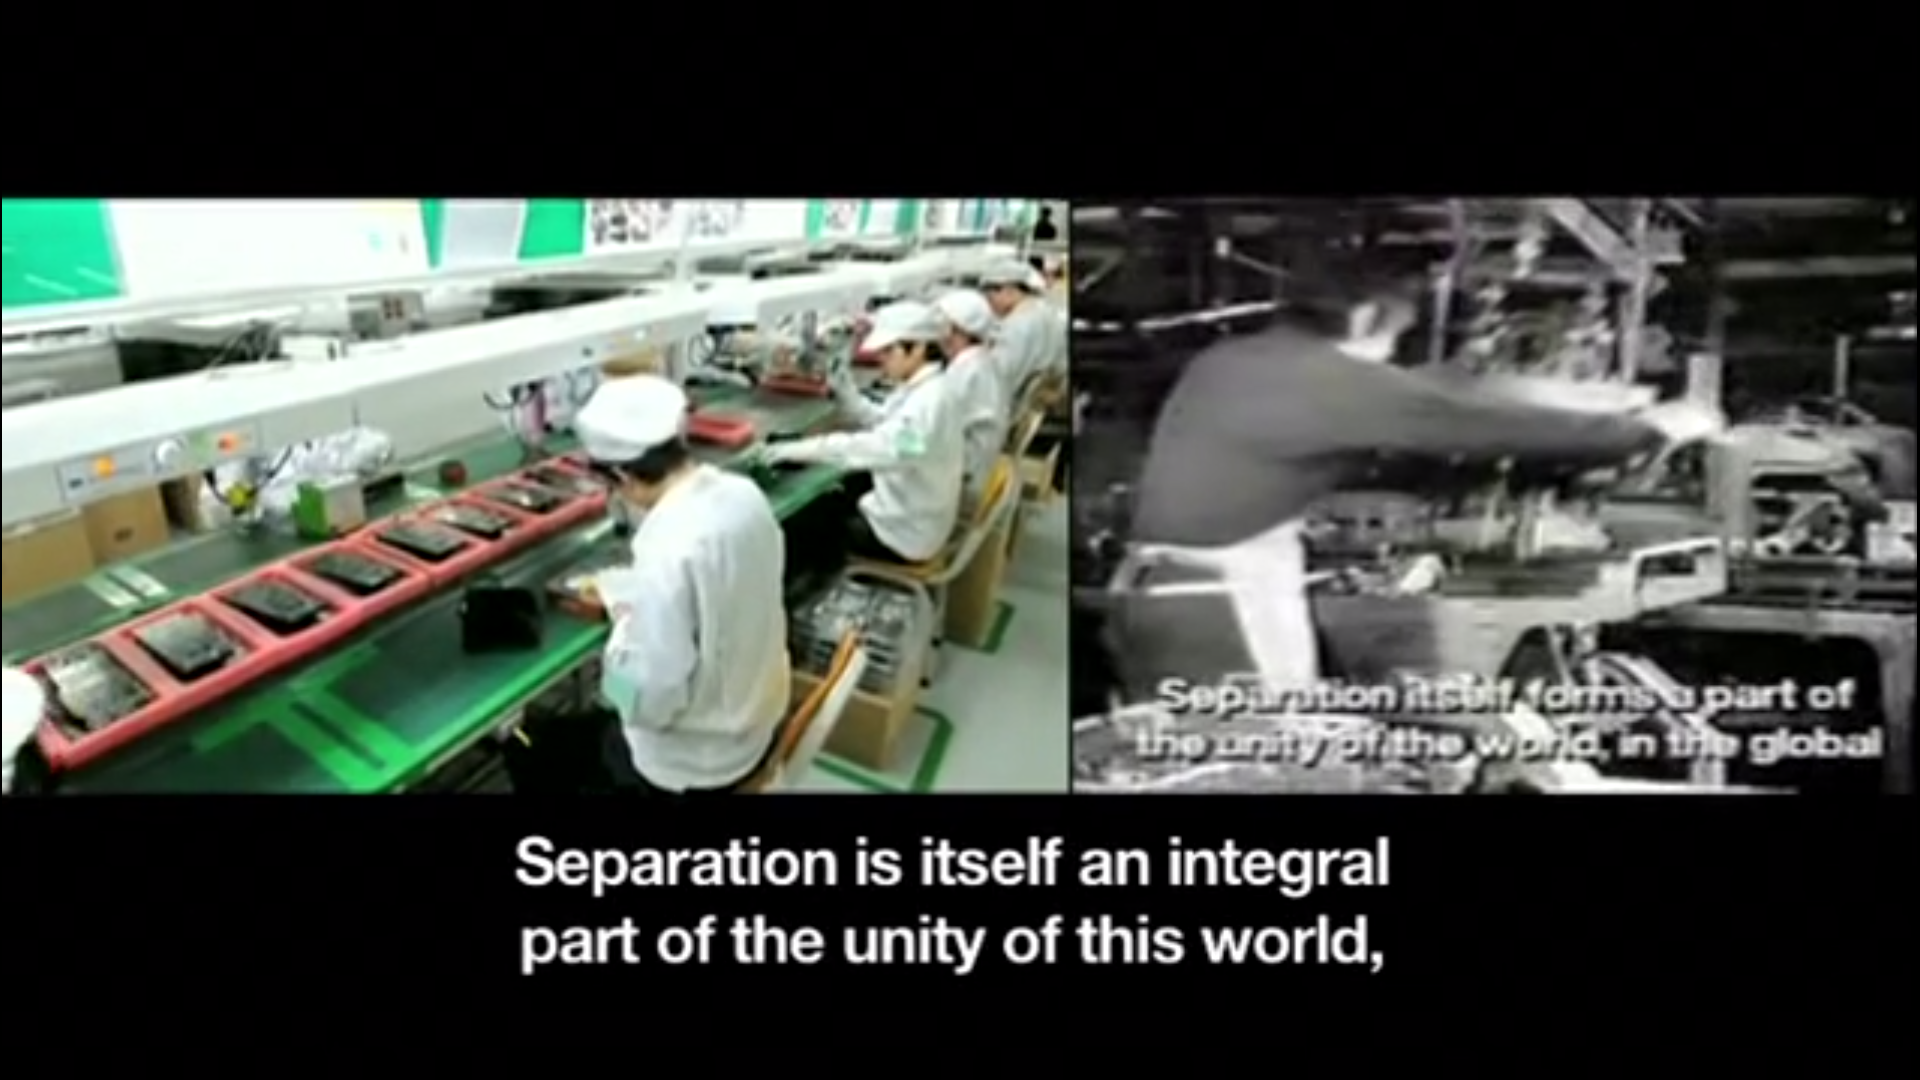 Separation itself forms a part of
the unity of the world, in the global
Separation is itself an integral
part of the unity of this world,